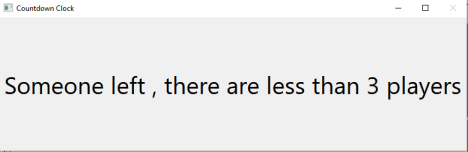 Countdown Clock
Someone left , there are less than 3 players